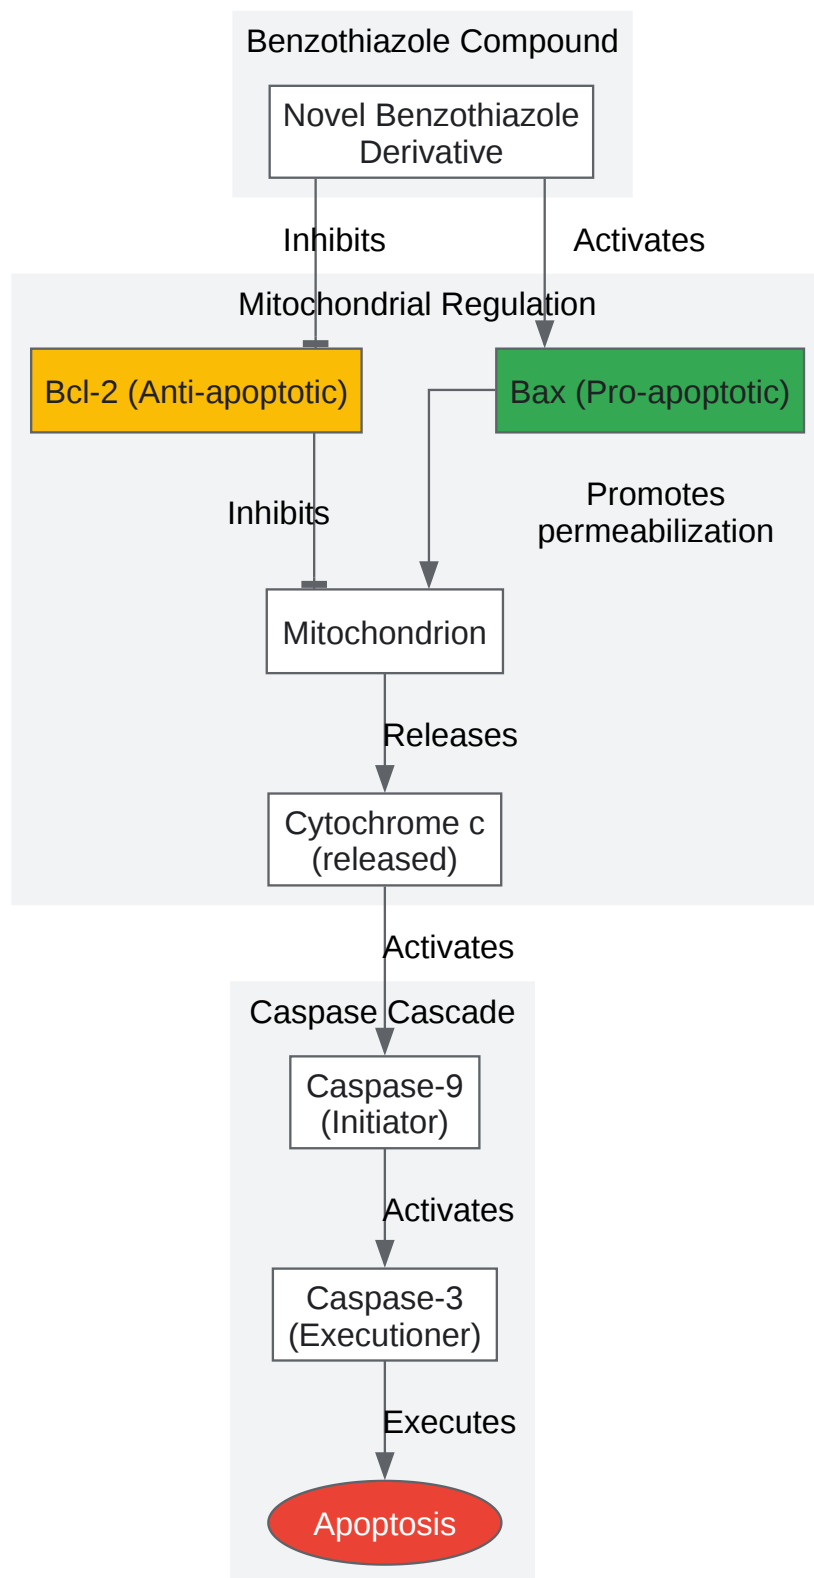 Benzothiazole Compound
Novel Benzothiazole
Derivative
Inhibits
Activates
Mitochondrial Regulation
Bcl-2 (Anti-apoptotic)
Bax (Pro-apoptotic)
Inhibits
Promotes
permeabilization
Mitochondrion
Releases
Cytochrome c
(released)
Activates
Caspase Cascade
Caspase-9
(Initiator)
Activates
Caspase-3
(Executioner)
Executes
Apoptosis